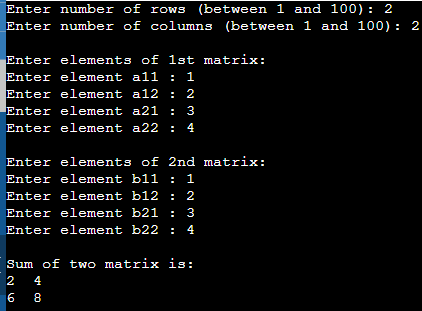 Enter number of rows (between 1 and 100): 2
Enter number of columns (between 1 and 100): 2
Enter elements of 1st matrix:
Enter element a11 : 1
Enter element a12 : 2
Enter element a21 : 3
Enter element a22 : 4
Enter elements of 2nd matrix:
Enter element b11 : 1
Enter element b12 : 2
Enter element b21 : 3
Enter element b22 : 4
Sum of two matrix is:
2 4
6 8